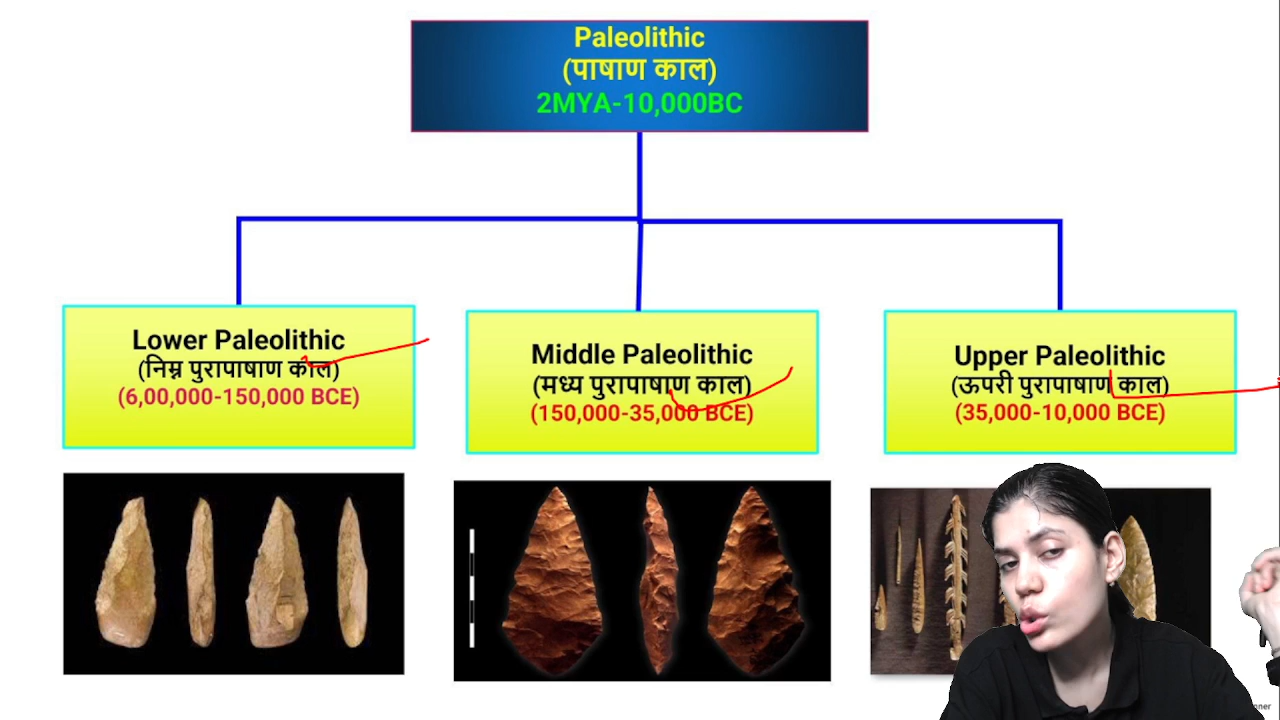 Paleolithic
(पाषाण काल)
2MYA-10,000BC
Lower Paleolithic
(निम्न पुरापाषाण काल)
(6,00,000-150,000 BCE)
Middle Paleolithic
(मध्य पुरापाषाण काल)
(150,000-35,000 BCE)
Upper Paleolithic
(ऊपरी पुरापाषाण काल)
(35,000-10,000 BCE)